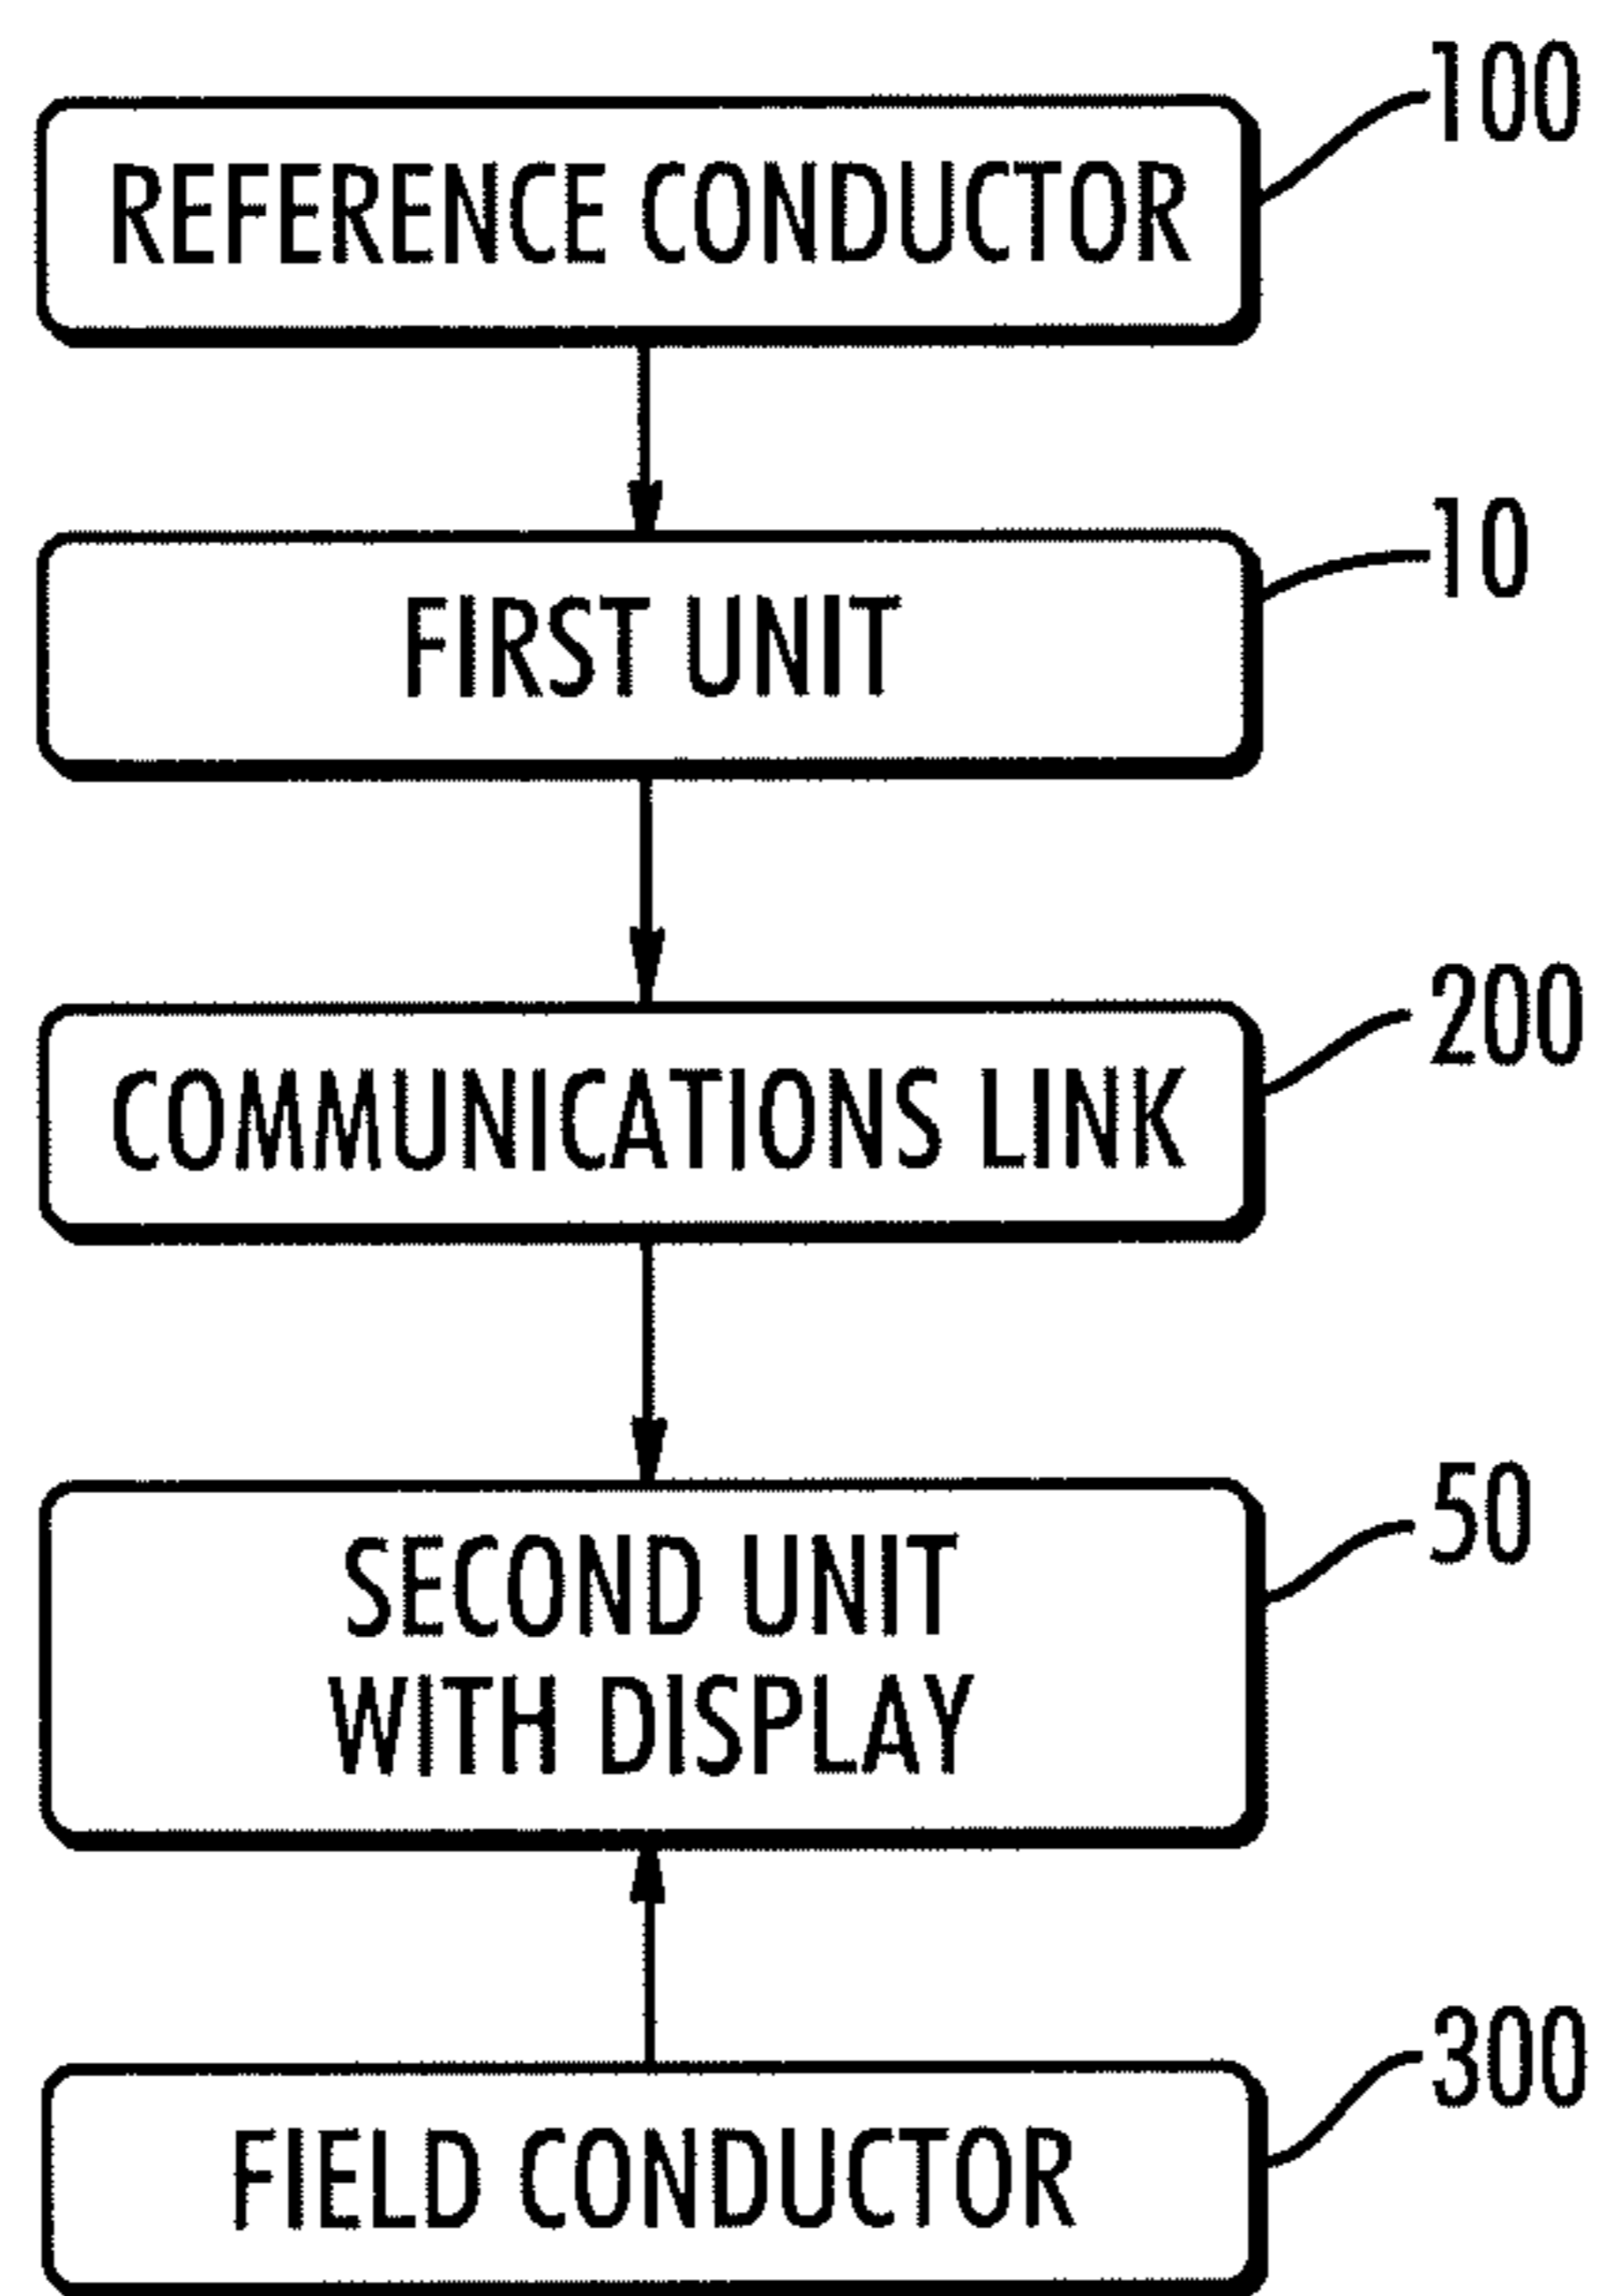 100
REFERENCE CONDUCTOR
10
FIRST UNIT
200
COMMUNICATIONS LINK
50
SECOND UNIT
WITH DISPLAY
300
FIELD CONDUCTOR